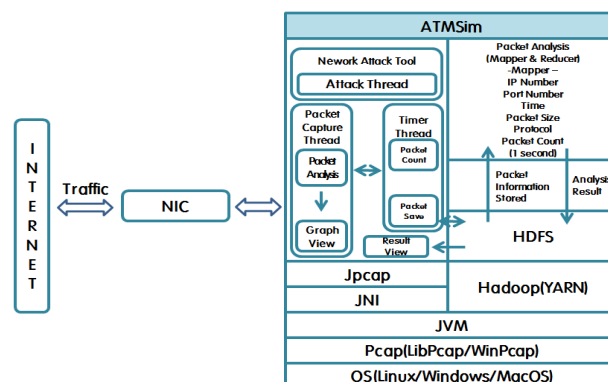 ATMSim
Nework Attack Tool
Attack Thread
Packet
Capture
Thread
Packet
Analysis
Graph
View
Timer
Thread
Packet
Count
Packet
Save
Result
View
Packet Analysis
(Mapper & Reducer)
-Mapper –
IP Number
Port Number
Time
Packet Size
Protocol
Packet Count
(1 second)
Packet
Information
Stored
Analysis
Result
HDFS
INTERNET
Traffic
NIC
Jpcap
JNI
Hadoop(YARN)
JVM
Pcap(LibPcap/WinPcap)
OS(Linux/Windows/MacOS)